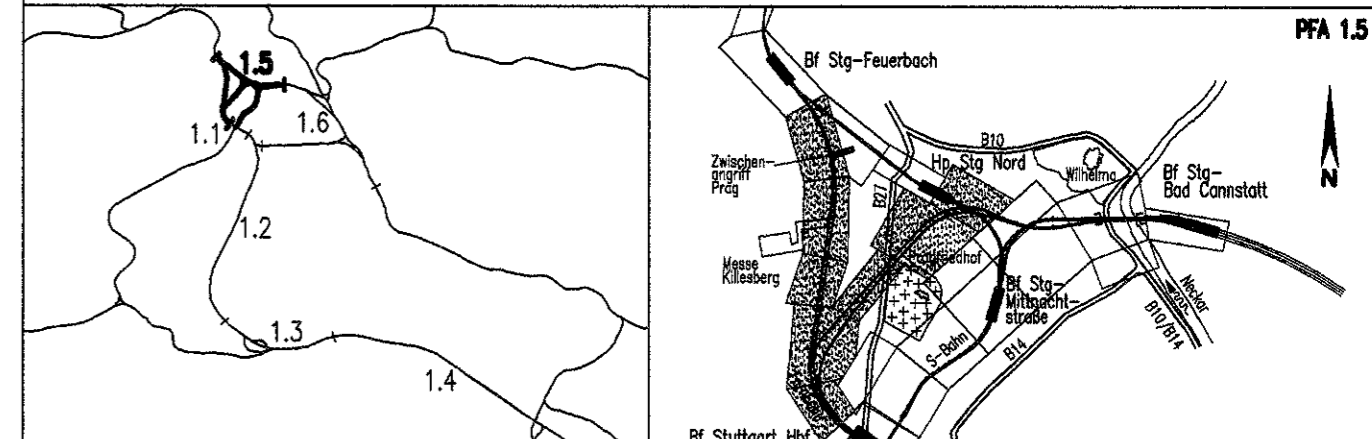 1.5
1.1
1.6
1.2
1.3
1.4
PFA 1.5
Bf Stg-Feuerbach
B10
Zwischen-
angriff
Prag
Hp. Stg Nord
Wilhelma
Bf Stg-
Bad Cannstatt
N
B27
Messe
Killesberg
Bf Stg-
Mittnacht-
straße
Neckar
B10/B14
S-Bahn
B14
Bf Stuttgart Hbf